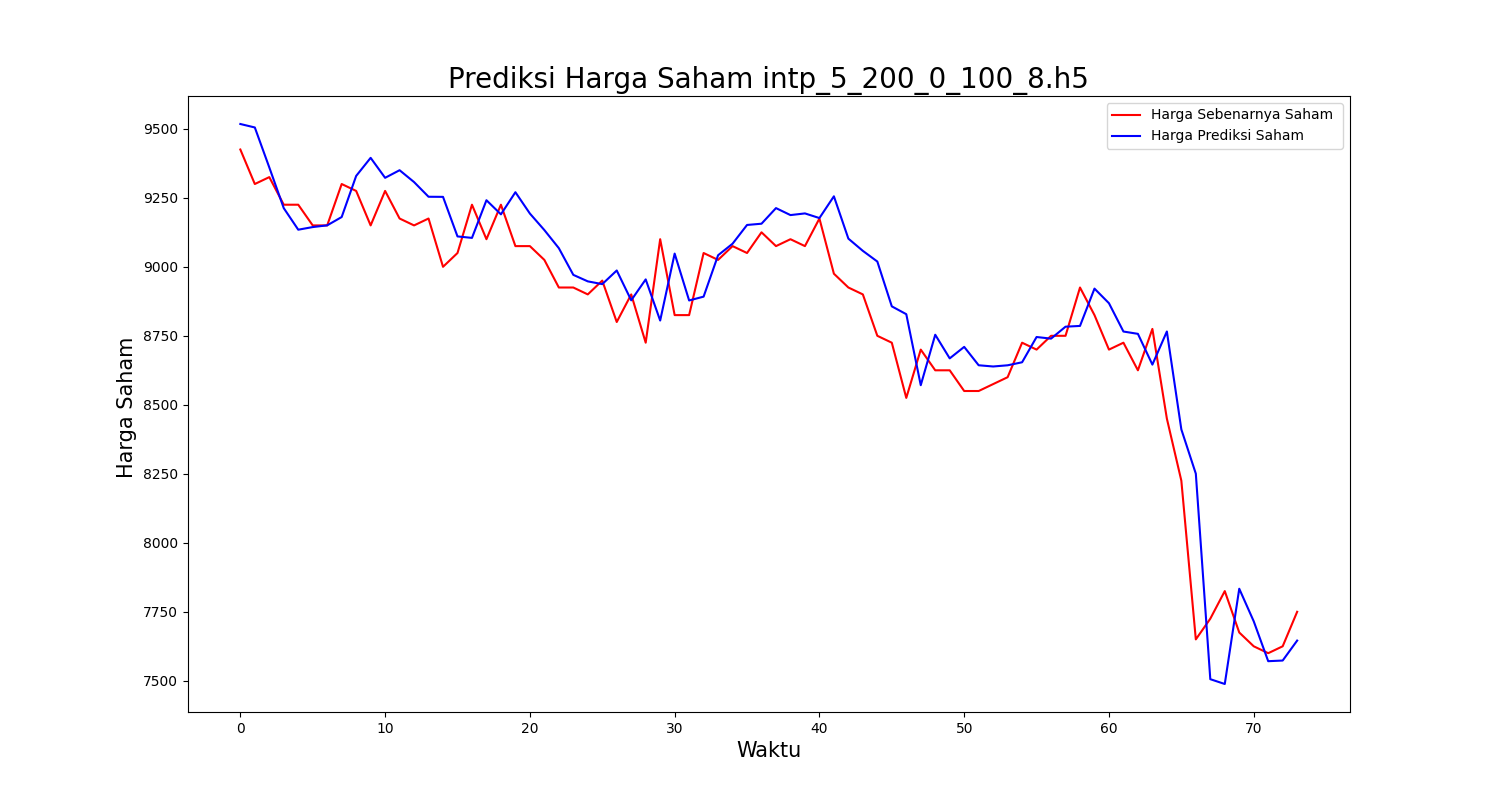 Prediksi Harga Saham intp_5_200_0_100_8.h5
Harga Sebenarnya Saham
Harga Prediksi Saham
Harga Saham
9500
9250
9000
8750
8500
8250
8000
7750
7500
0 10 20 30 40 50 60 70
Waktu